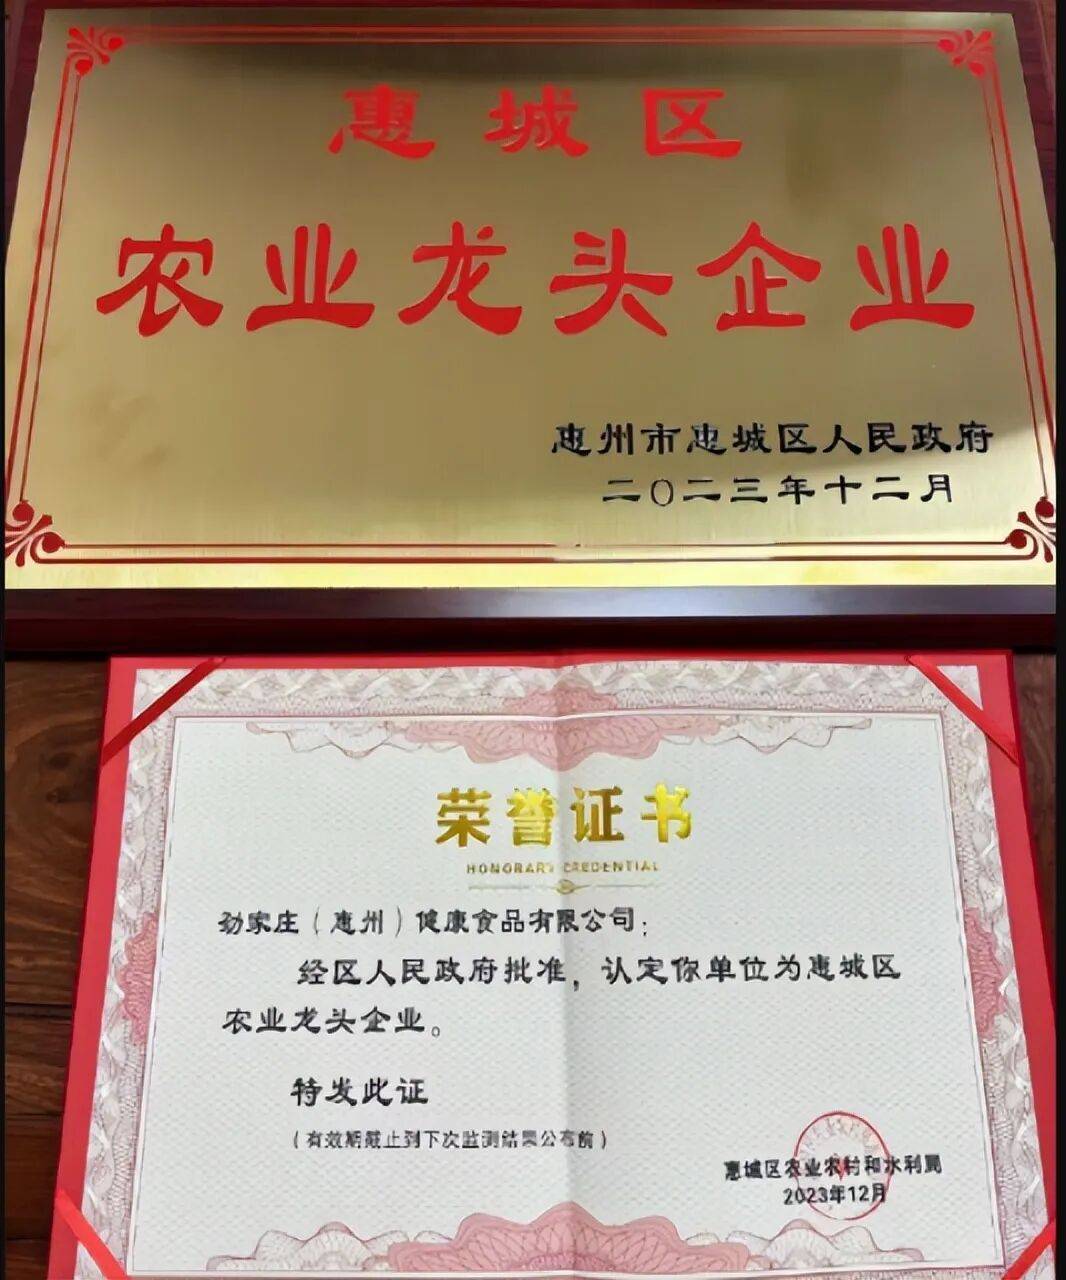 惠城区
农业龙头企业
惠州市惠城区人民政府
二〇二三年十二月
荣誉证书
HONORARY CREDENTIAL
劲家庄（惠州）健康食品有限公司：
经区人民政府批准，认定你单位为惠城区
农业龙头企业。
特发此证
（有效期截止到下次监测结果公布前）
惠城区农业农村和水利局
2023年12月